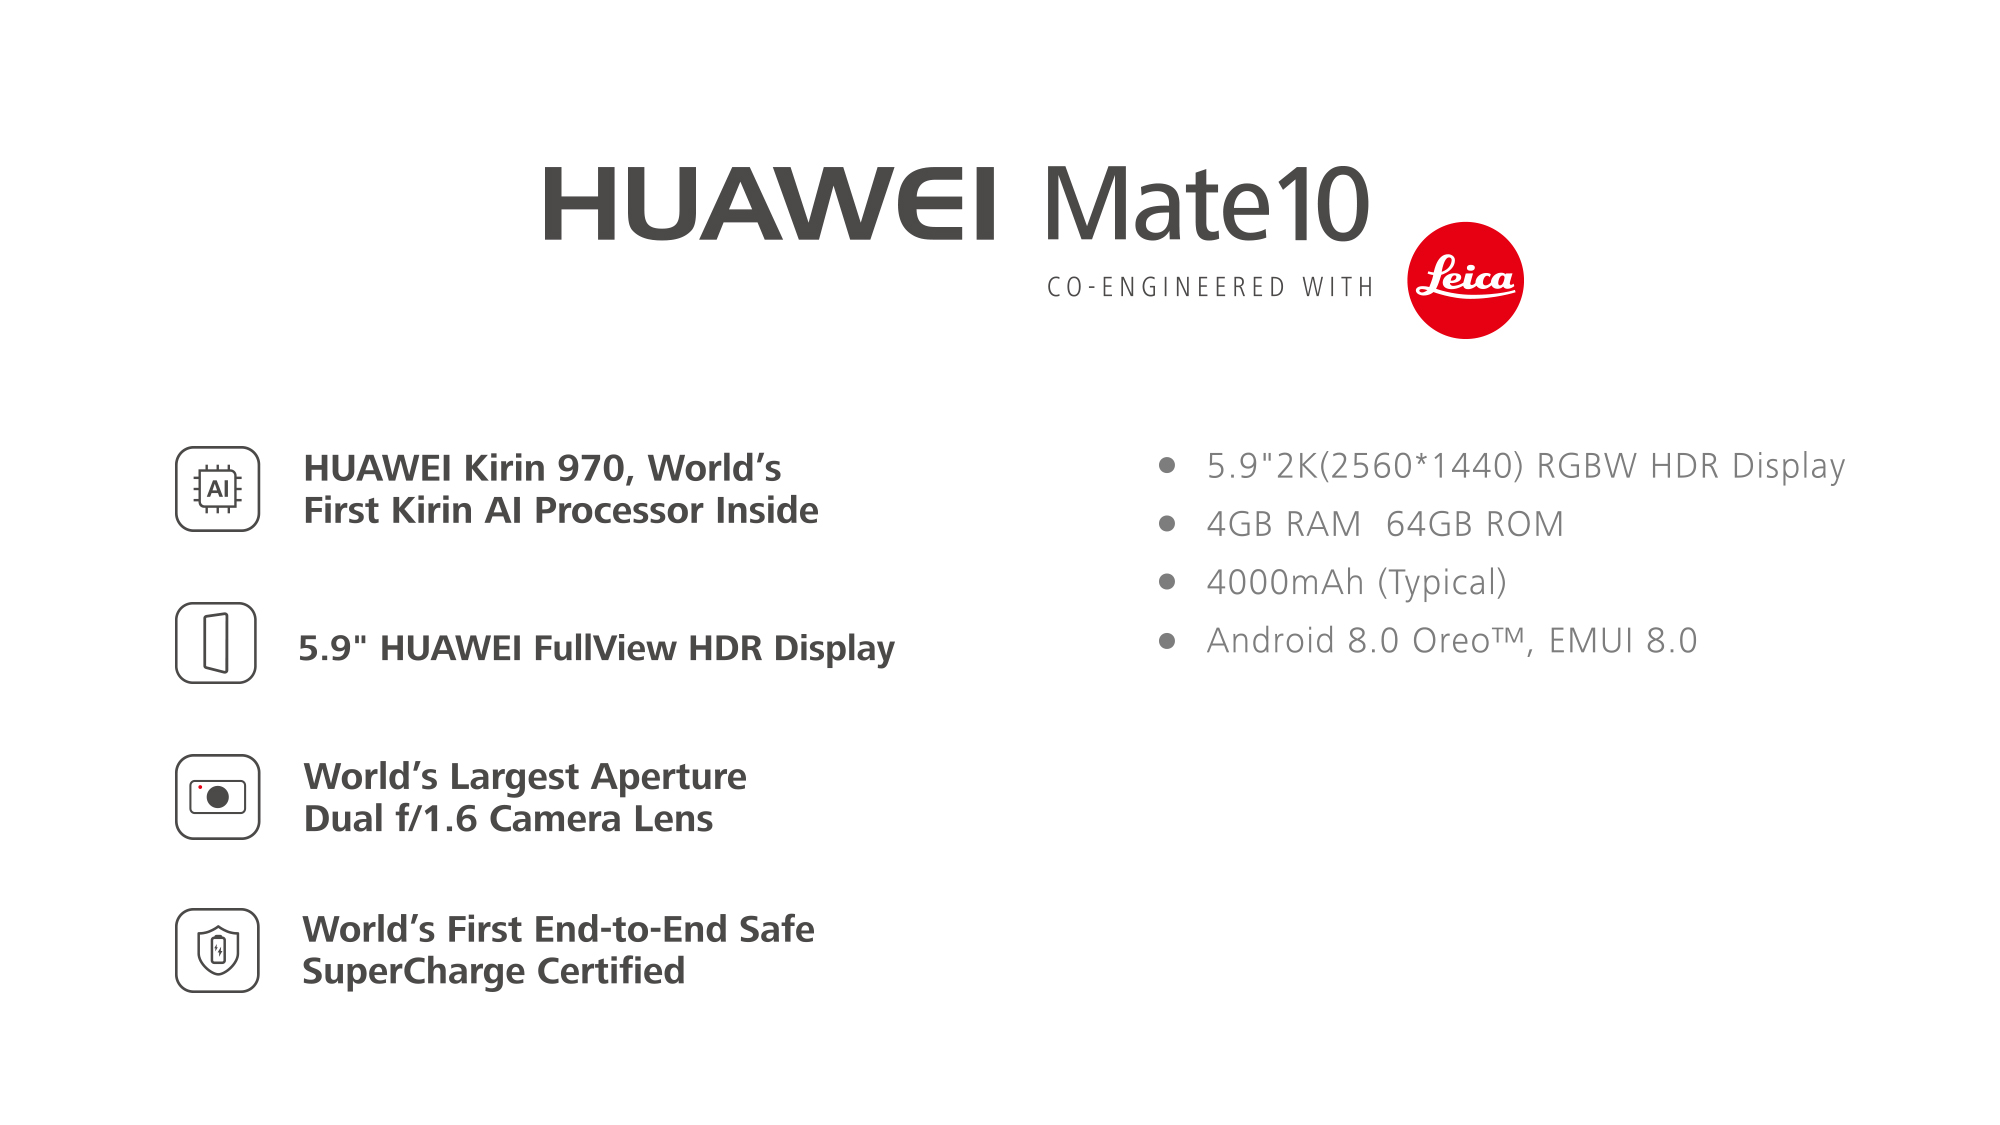 HUAWEI Mate10
CO-ENGINEERED WITH
Leica
AI
HUAWEI Kirin 970, World’s
First Kirin AI Processor Inside
5.9" HUAWEI FullView HDR Display
World’s Largest Aperture
Dual f/1.6 Camera Lens
World’s First End-to-End Safe
SuperCharge Certified
● 5.9"2K(2560*1440) RGBW HDR Display
● 4GB RAM  64GB ROM
● 4000mAh (Typical)
● Android 8.0 Oreo™, EMUI 8.0